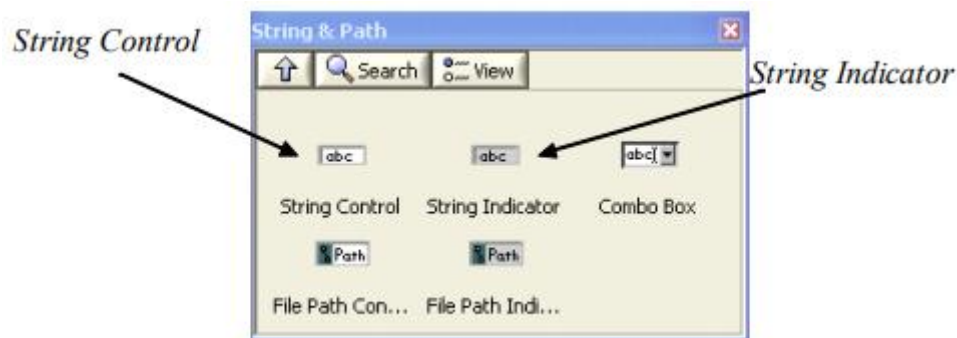 String Control
String & Path
Search
View
String Indicator
abc
abc
abc
String Control
String Indicator
Combo Box
Path
Path
File Path Con...
File Path Indi...